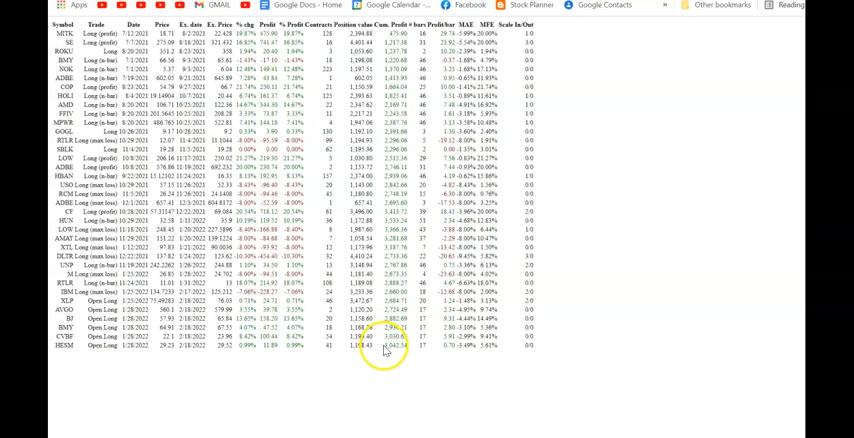 Apps GMAIL Google Docs - Home Google Calendar -... Facebook Stock Planner Google Contacts » Other bookmarks Reading
Symbol Trade Date Price Ex. date Ex. Price % chg Profit % Profit Contracts Position value Cum. Profit # bars Profit/bar MAE MFE Scale In/Out
MITK Long (profit) 7/12/2021 18.71 8/2/2021 22.428 19.87% 475.90 19.87% 128 2,394.88 475.90 16 29.74 -5.99% 20.00% 1/0
SE Long (profit) 7/7/2021 275.09 8/18/2021 321.432 16.85% 741.47 16.85% 16 4,401.44 1,217.38 31 23.92 -5.54% 20.00% 3/0
ROKU Long 8/20/2021 351.2 8/23/2021 358 1.94% 20.40 1.94% 3 1,053.60 1,237.78 2 10.20 -2.39% 1.94% 0/0
BMY Long (n-bar) 7/1/2021 66.56 9/3/2021 65.61 -1.43% -17.10 -1.43% 18 1,198.08 1,220.68 46 -0.37 -1.68% 4.79% 0/0
NOK Long (n-bar) 7/1/2021 5.37 9/3/2021 6.04 12.48% 149.41 12.48% 223 1,197.51 1,370.09 46 3.25 -1.68% 17.13% 0/0
ADBE Long (n-bar) 7/19/2021 602.05 9/21/2021 645.89 7.28% 43.84 7.28% 1 602.05 1,413.93 46 0.95 -0.65% 11.93% 0/0
COP Long (profit) 8/23/2021 54.79 9/27/2021 66.7 21.74% 250.11 21.74% 21 1,150.59 1,664.04 25 10.00 -1.41% 21.74% 0/0
HOLI Long (n-bar) 8/4/2021 19.14904 10/7/2021 20.44 6.74% 161.37 6.74% 125 2,393.63 1,825.41 46 3.51 -0.89% 11.61% 1/0
AMD Long (n-bar) 8/20/2021 106.71 10/25/2021 122.36 14.67% 344.30 14.67% 22 2,347.62 2,169.71 46 7.48 -4.91% 16.92% 1/0
FFIV Long (n-bar) 8/20/2021 201.5645 10/25/2021 208.28 3.33% 73.87 3.33% 11 2,217.21 2,243.58 46 1.61 -3.18% 5.93% 1/0
MPWR Long (n-bar) 8/20/2021 486.765 10/25/2021 522.81 7.41% 144.18 7.41% 4 1,947.06 2,387.76 46 3.13 -3.58% 10.48% 1/0
GOGL Long 10/26/2021 9.17 10/28/2021 9.2 0.33% 3.90 0.33% 130 1,192.10 2,391.66 3 1.30 -3.60% 2.40% 0/0
RTLR Long (max loss) 10/29/2021 12.07 11/4/2021 11.1044 -8.00% -95.59 -8.00% 99 1,194.93 2,296.06 5 -19.12 -8.00% 1.91% 0/0
SBLK Long 11/4/2021 19.28 11/5/2021 19.28 0.00% 0.00 0.00% 62 1,195.36 2,296.06 2 0.00 -1.35% 3.01% 0/0
LOW Long (profit) 10/8/2021 206.16 11/17/2021 250.02 21.27% 219.30 21.27% 5 1,030.80 2,515.36 29 7.56 -0.83% 21.27% 0/0
ADBE Long (profit) 10/8/2021 576.86 11/19/2021 692.232 20.00% 230.74 20.00% 2 1,153.72 2,746.11 31 7.44 -0.93% 20.00% 0/0
HBAN Long (n-bar) 9/22/2021 15.12102 11/24/2021 16.35 8.13% 192.95 8.13% 157 2,374.00 2,939.06 46 4.19 -0.62% 15.86% 1/0
USO Long (max loss) 10/29/2021 57.15 11/26/2021 52.33 -8.43% -96.40 -8.43% 20 1,143.00 2,842.66 20 -4.82 -8.43% 1.56% 0/0
RCM Long (max loss) 11/5/2021 26.24 11/26/2021 24.1408 -8.00% -94.46 -8.00% 45 1,180.80 2,748.19 15 -6.30 -8.00% 0.76% 0/0
ADBE Long (max loss) 12/1/2021 657.41 12/3/2021 604.8172 -8.00% -52.59 -8.00% 1 657.41 2,695.60 3 -17.53 -8.00% 3.25% 0/0
CF Long (profit) 10/28/2021 57.31147 12/22/2021 69.084 20.54% 718.12 20.54% 61 3,496.00 3,413.72 39 18.41 -3.96% 20.00% 2/0
HUN Long (n-bar) 10/29/2021 32.58 1/11/2022 35.9 10.19% 119.52 10.19% 36 1,172.88 3,533.24 51 2.34 -4.68% 12.83% 0/0
LOW Long (max loss) 11/18/2021 248.45 1/20/2022 227.5896 -8.40% -166.88 -8.40% 8 1,987.60 3,366.36 43 -3.88 -8.00% 6.44% 1/0
AMAT Long (max loss) 11/29/2021 151.22 1/20/2022 139.1224 -8.00% -84.68 -8.00% 7 1,058.54 3,281.68 37 -2.29 -8.00% 10.47% 0/0
XTL Long (max loss) 1/12/2022 97.83 1/21/2022 90.0036 -8.00% -93.92 -8.00% 12 1,173.96 3,187.76 7 -13.42 -8.00% 1.50% 0/0
DLTR Long (max loss) 12/22/2021 137.82 1/24/2022 123.62 -10.30% -454.40 -10.30% 32 4,410.24 2,733.36 22 -20.65 -9.45% 5.82% 3/0
UNP Long (n-bar) 11/19/2021 242.2262 1/26/2022 244.88 1.10% 34.50 1.10% 13 3,148.94 2,767.86 46 0.75 -3.36% 6.13% 2/0
M Long (max loss) 1/25/2022 26.85 1/28/2022 24.702 -8.00% -94.51 -8.00% 44 1,181.40 2,673.35 4 -23.63 -8.00% 4.02% 0/0
RTLR Long (n-bar) 11/24/2021 11.01 1/31/2022 13 18.07% 214.92 18.07% 108 1,189.08 2,888.27 46 4.67 -6.63% 18.07% 0/0
IBM Long (max loss) 1/25/2022 134.7233 2/17/2022 125.212 -7.06% -228.27 -7.06% 24 3,233.36 2,660.00 18 -12.68 -8.00% 2.00% 2/0
XLP Open Long 1/25/2022 75.49283 2/18/2022 76.03 0.71% 24.71 0.71% 46 3,472.67 2,684.71 20 1.24 -1.48% 3.13% 2/0
AVGO Open Long 1/28/2022 560.1 2/18/2022 579.99 3.55% 39.78 3.55% 2 1,120.20 2,724.49 17 2.34 -4.95% 9.74% 0/0
BJ Open Long 1/28/2022 57.93 2/18/2022 65.84 13.65% 158.20 13.65% 20 1,158.60 2,882.69 17 9.31 -4.44% 14.49% 0/0
BMY Open Long 1/28/2022 64.91 2/18/2022 67.55 4.07% 47.52 4.07% 18 2,930.21 17 2.80 -3.10% 5.36% 0/0
CVBF Open Long 1/28/2022 22.1 2/18/2022 23.96 8.42% 100.44 8.42% 54 1,193.40 17 5.91 -2.99% 9.41% 0/0
HESM Open Long 1/28/2022 29.23 2/18/2022 29.52 0.99% 11.89 0.99% 41 1,198.43 3,042.54 17 0.70 -3.49% 5.61% 0/0